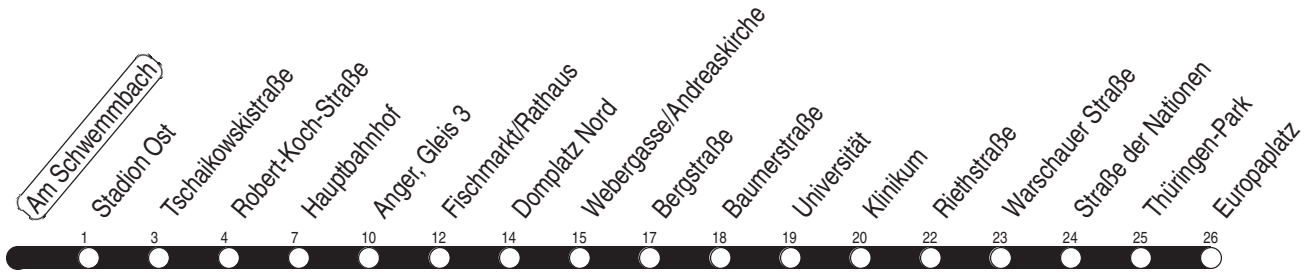 Am Schwemmbach
Stadion Ost
Tschaikowskistraße
Robert-Koch-Straße
Hauptbahnhof
Anger, Gleis 3
Fischmarkt/Rathaus
Domplatz Nord
Webergasse/Andreaskirche
Bergstraße
Baumerstraße
Universität
Klinikum
Riethstraße
Warschauer Straße
Straße der Nationen
Thüringen-Park
Europaplatz
1 3 4 7 10 12 14 15 17 18 19 20 22 23 24 25 26